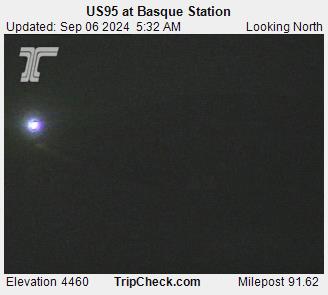 US95 at Basque Station
Updated: Sep 06 2024 5:32 AM Looking North
Elevation 4460 TripCheck.com Milepost 91.62